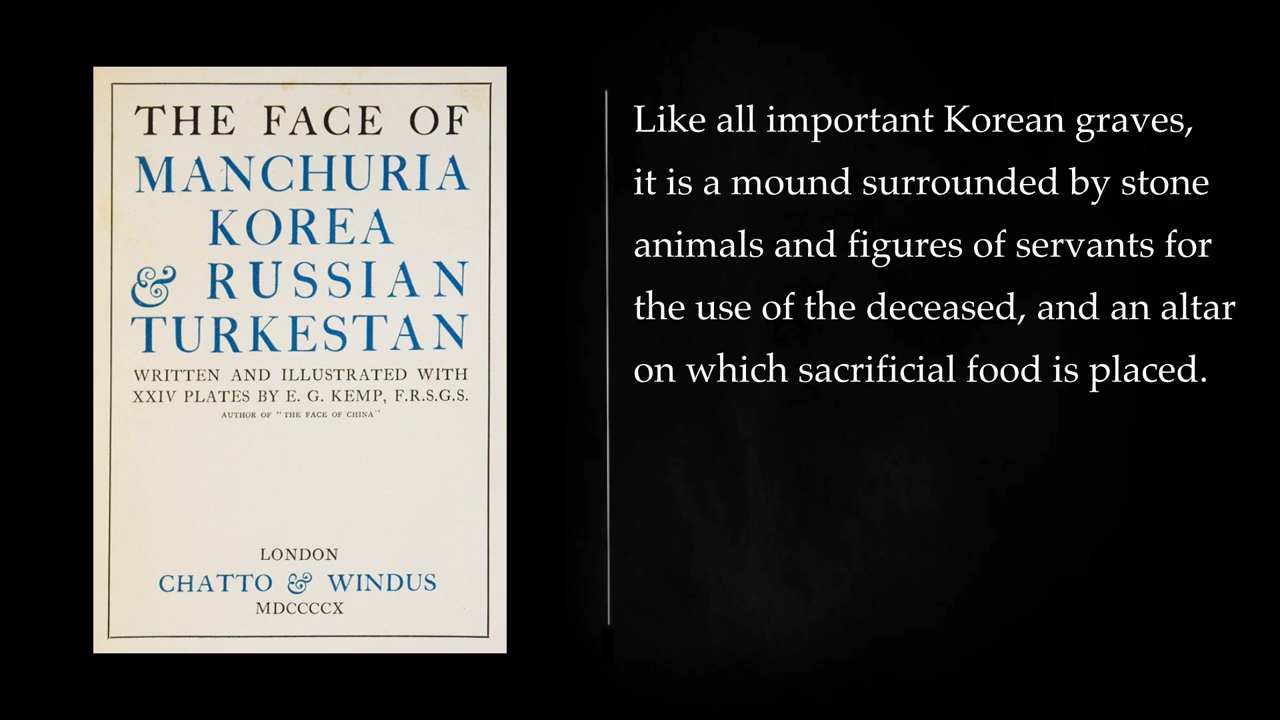 THE FACE OF
MANCHURIA
KOREA
& RUSSIAN
TURKESTAN
WRITTEN AND ILLUSTRATED WITH
XXIV PLATES BY E. G. KEMP, F.R.S.G.S.
AUTHOR OF "THE FACE OF CHINA"
LONDON
CHATTO & WINDUS
MDCCCCX
Like all important Korean graves,
it is a mound surrounded by stone
animals and figures of servants for
the use of the deceased, and an altar
on which sacrificial food is placed.